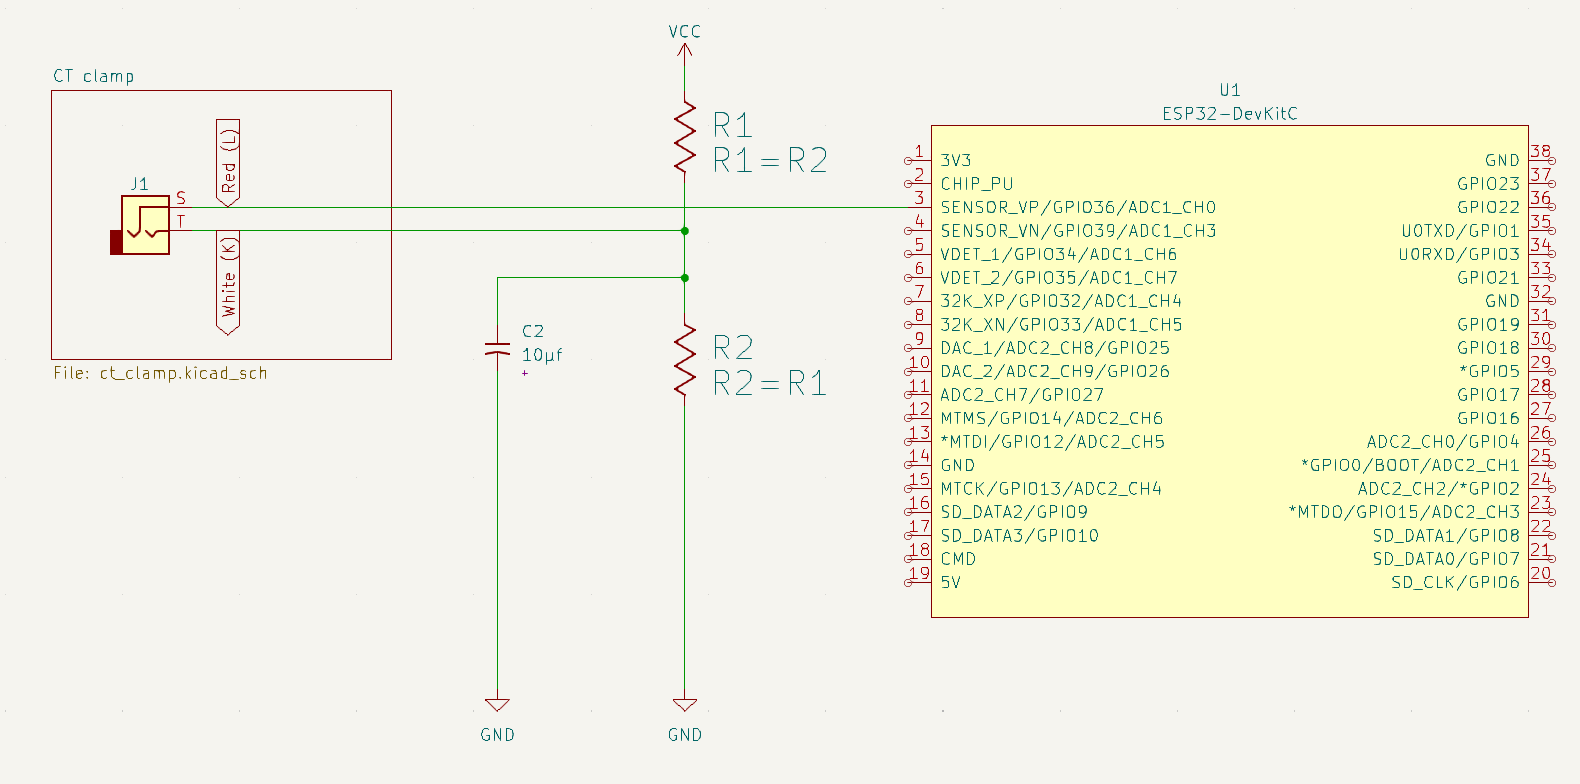 VCC
CT clamp
Red (L)
J1
S
T
White (K)
File: ct_clamp.kicad_sch
R1
R1=R2
C2
10µf
+
R2
R2=R1
GND
GND
U1
ESP32-DevKitC
1 3V3
2 CHIP_PU
3 SENSOR_VP/GPIO36/ADC1_CH0
4 SENSOR_VN/GPIO39/ADC1_CH3
5 VDET_1/GPIO34/ADC1_CH6
6 VDET_2/GPIO35/ADC1_CH7
7 32K_XP/GPIO32/ADC1_CH4
8 32K_XN/GPIO33/ADC1_CH5
9 DAC_1/ADC2_CH8/GPIO25
10 DAC_2/ADC2_CH9/GPIO26
11 ADC2_CH7/GPIO27
12 MTMS/GPIO14/ADC2_CH6
13 *MTDI/GPIO12/ADC2_CH5
14 GND
15 MTCK/GPIO13/ADC2_CH4
16 SD_DATA2/GPIO9
17 SD_DATA3/GPIO10
18 CMD
19 5V
GND 38
GPIO23 37
GPIO22 36
U0TXD/GPIO1 35
U0RXD/GPIO3 34
GPIO21 33
GND 32
GPIO19 31
GPIO18 30
*GPIO5 29
GPIO17 28
GPIO16 27
ADC2_CH0/GPIO4 26
*GPIO0/BOOT/ADC2_CH1 25
ADC2_CH2/*GPIO2 24
*MTDO/GPIO15/ADC2_CH3 23
SD_DATA1/GPIO8 22
SD_DATA0/GPIO7 21
SD_CLK/GPIO6 20